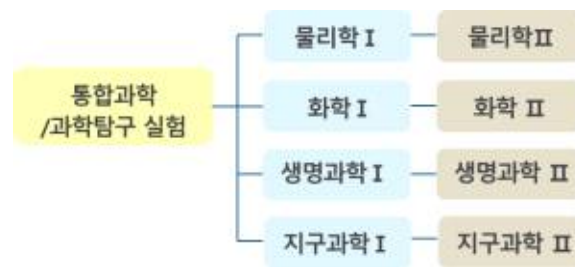 통합과학
/과학탐구 실험
물리학 Ⅰ
물리학Ⅱ
화학 Ⅰ
화학 Ⅱ
생명과학 Ⅰ
생명과학 Ⅱ
지구과학 Ⅰ
지구과학 Ⅱ